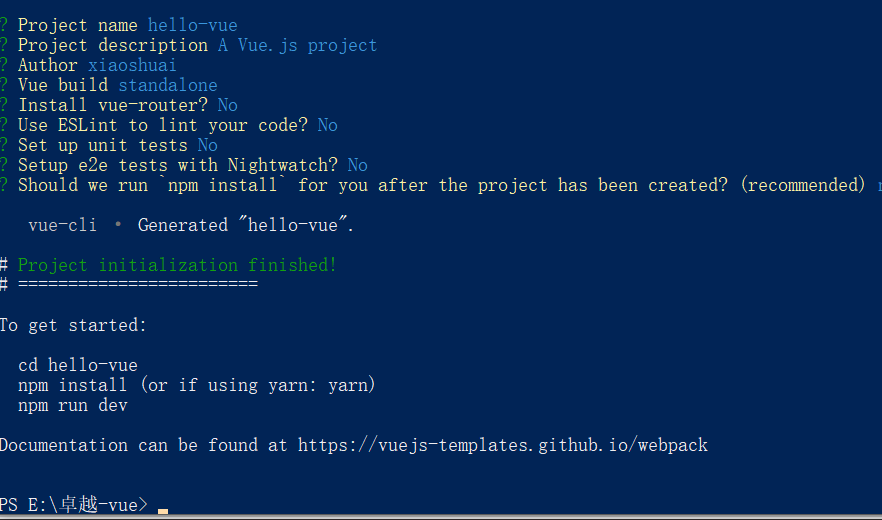 ? Project name hello-vue
? Project description A Vue.js project
? Author xiaoshuai
? Vue build standalone
? Install vue-router? No
? Use ESLint to lint your code? No
? Set up unit tests No
? Setup e2e tests with Nightwatch? No
? Should we run `npm install` for you after the project has been created? (recommended)
vue-cli · Generated "hello-vue".
# Project initialization finished!
# ========================
To get started:
cd hello-vue
npm install (or if using yarn: yarn)
npm run dev
Documentation can be found at https://vuejs-templates.github.io/webpack
PS E:\卓越-vue>